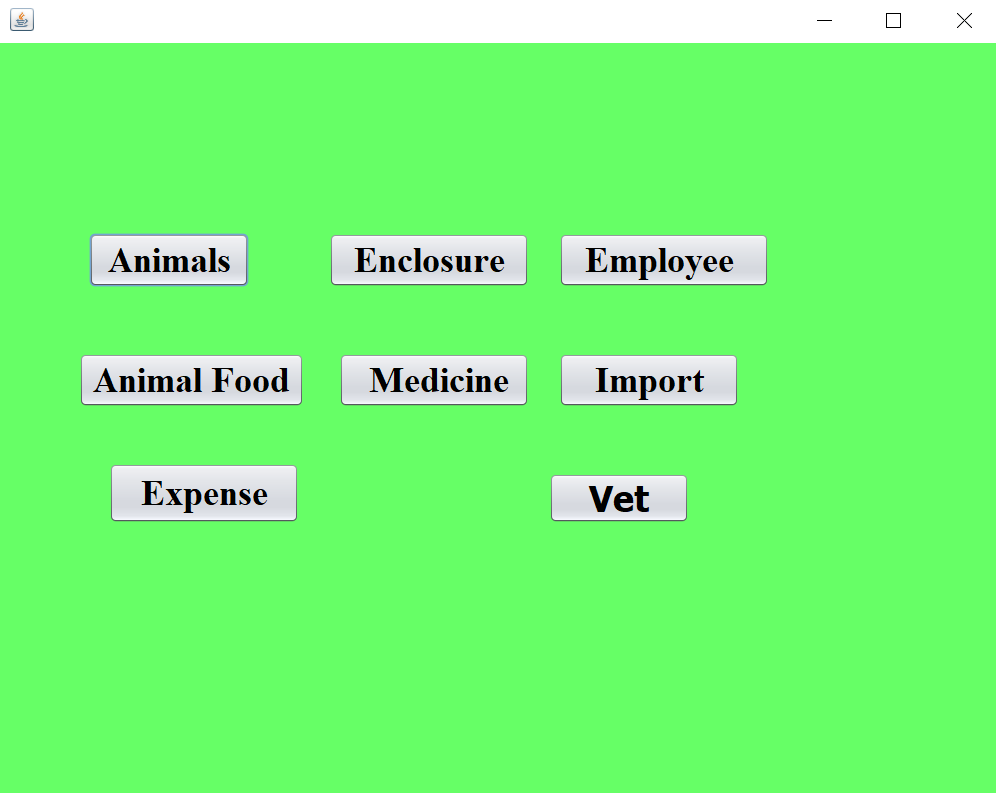 Animals
Enclosure
Employee
Animal Food
Medicine
Import
Expense
Vet